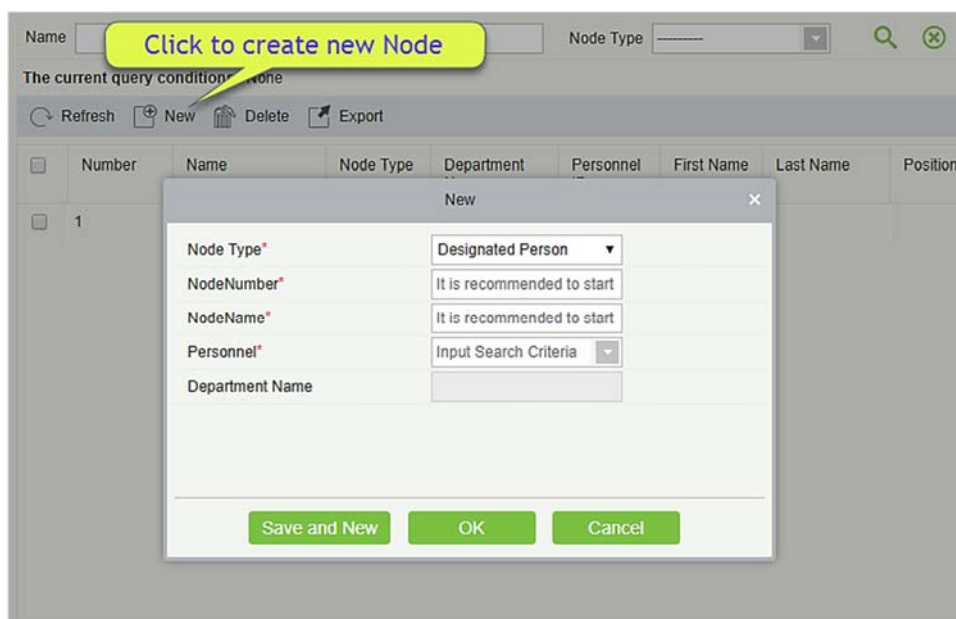 Name
Click to create new Node
Node Type ---------
The current query conditions None
Refresh New Delete Export
Number Name Node Type Department Personnel First Name Last Name Position
1
New ×
Node Type* Designated Person
NodeNumber* It is recommended to start
NodeName* It is recommended to start
Personnel* Input Search Criteria
Department Name
Save and New OK Cancel